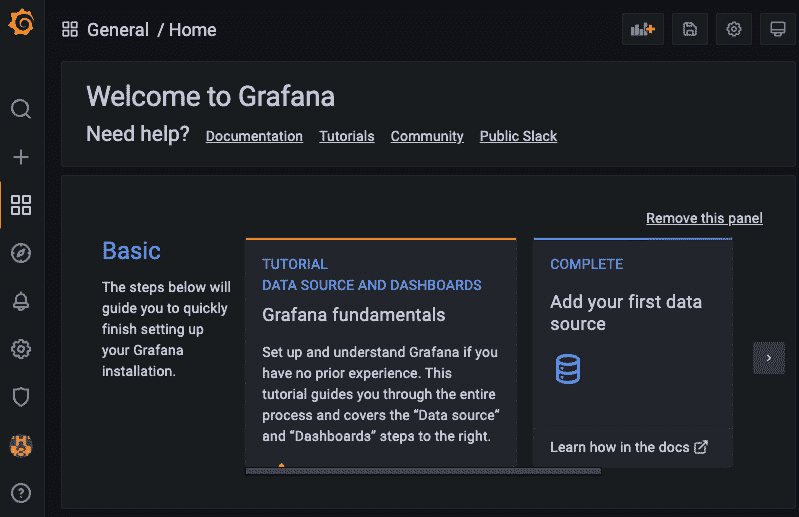 General / Home
Welcome to Grafana
Need help? Documentation Tutorials Community Public Slack
Remove this panel
Basic
The steps below will
guide you to quickly
finish setting up
your Grafana
installation.
TUTORIAL
DATA SOURCE AND DASHBOARDS
Grafana fundamentals
Set up and understand Grafana if you
have no prior experience. This
tutorial guides you through the entire
process and covers the “Data source”
and “Dashboards” steps to the right.
COMPLETE
Add your first data
source
Learn how in the docs